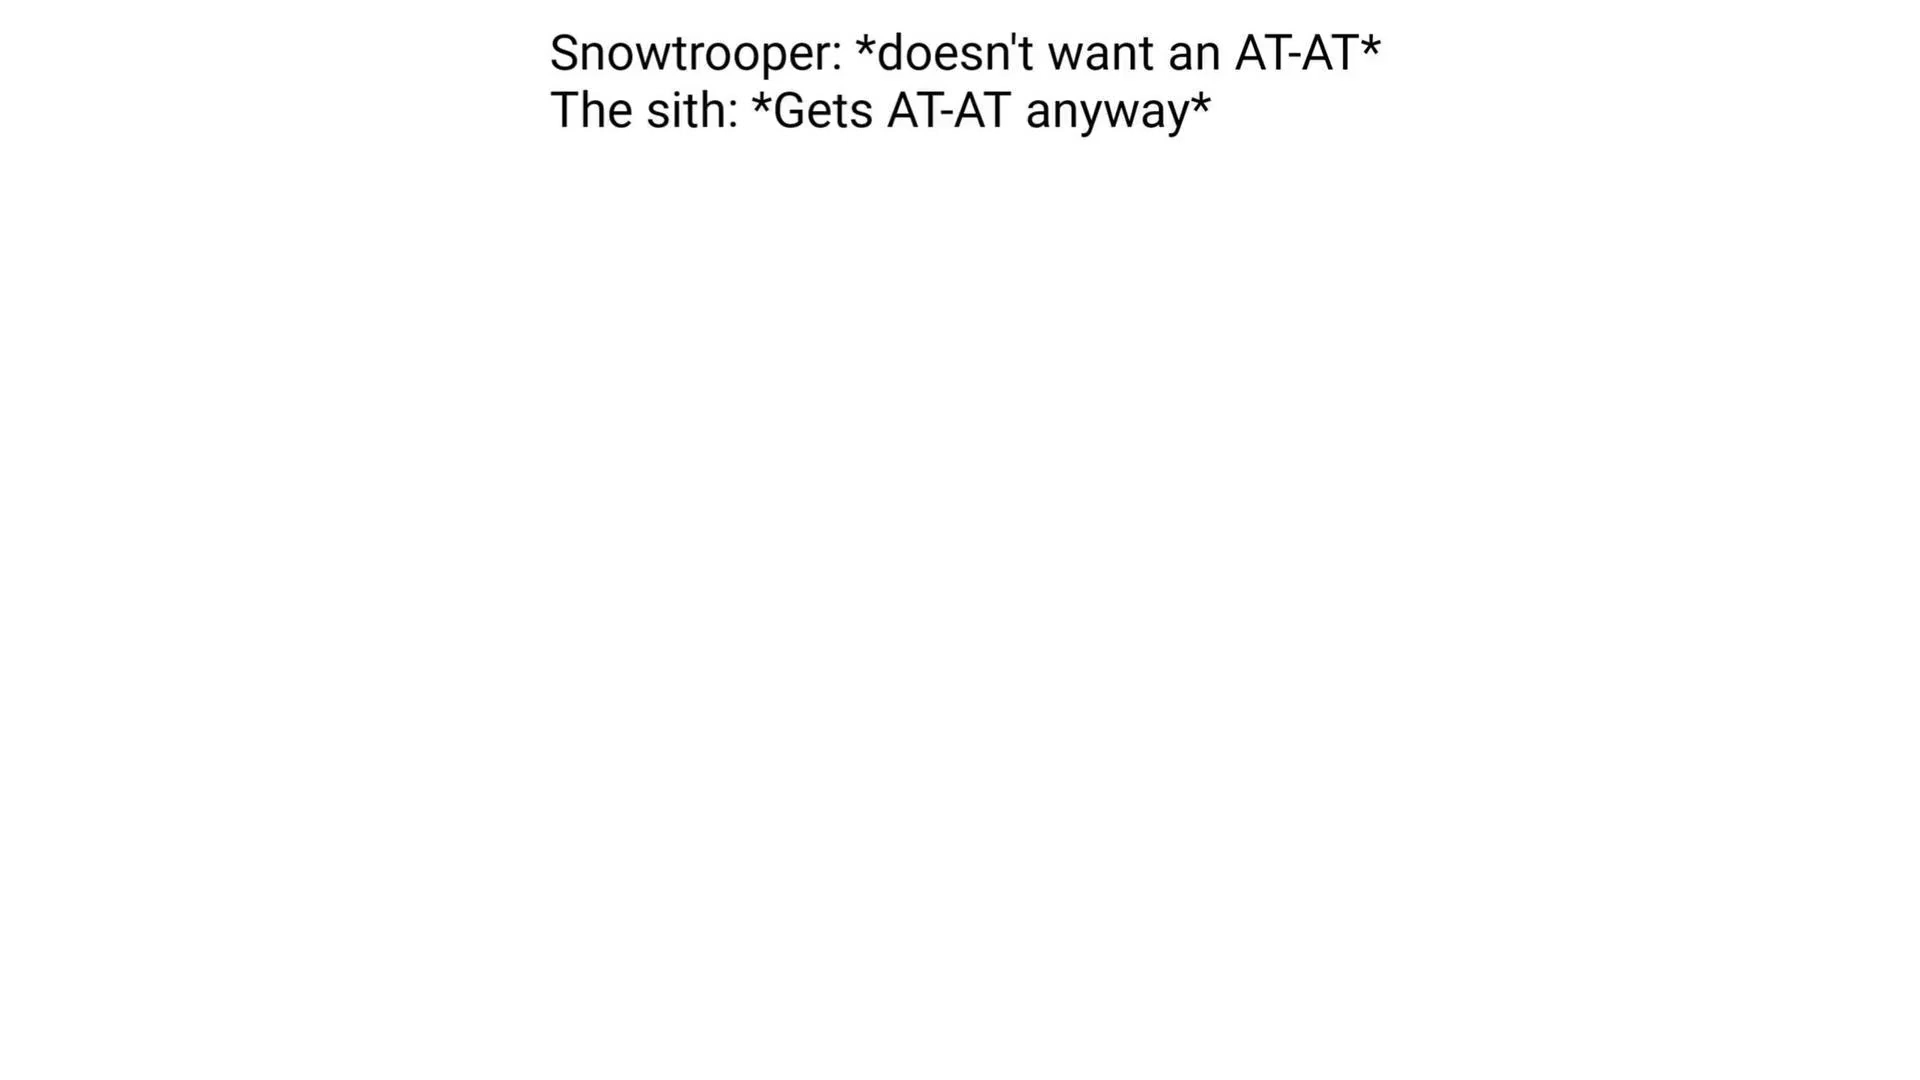 Snowtrooper: *doesn't want an AT-AT*
The sith: *Gets AT-AT anyway*